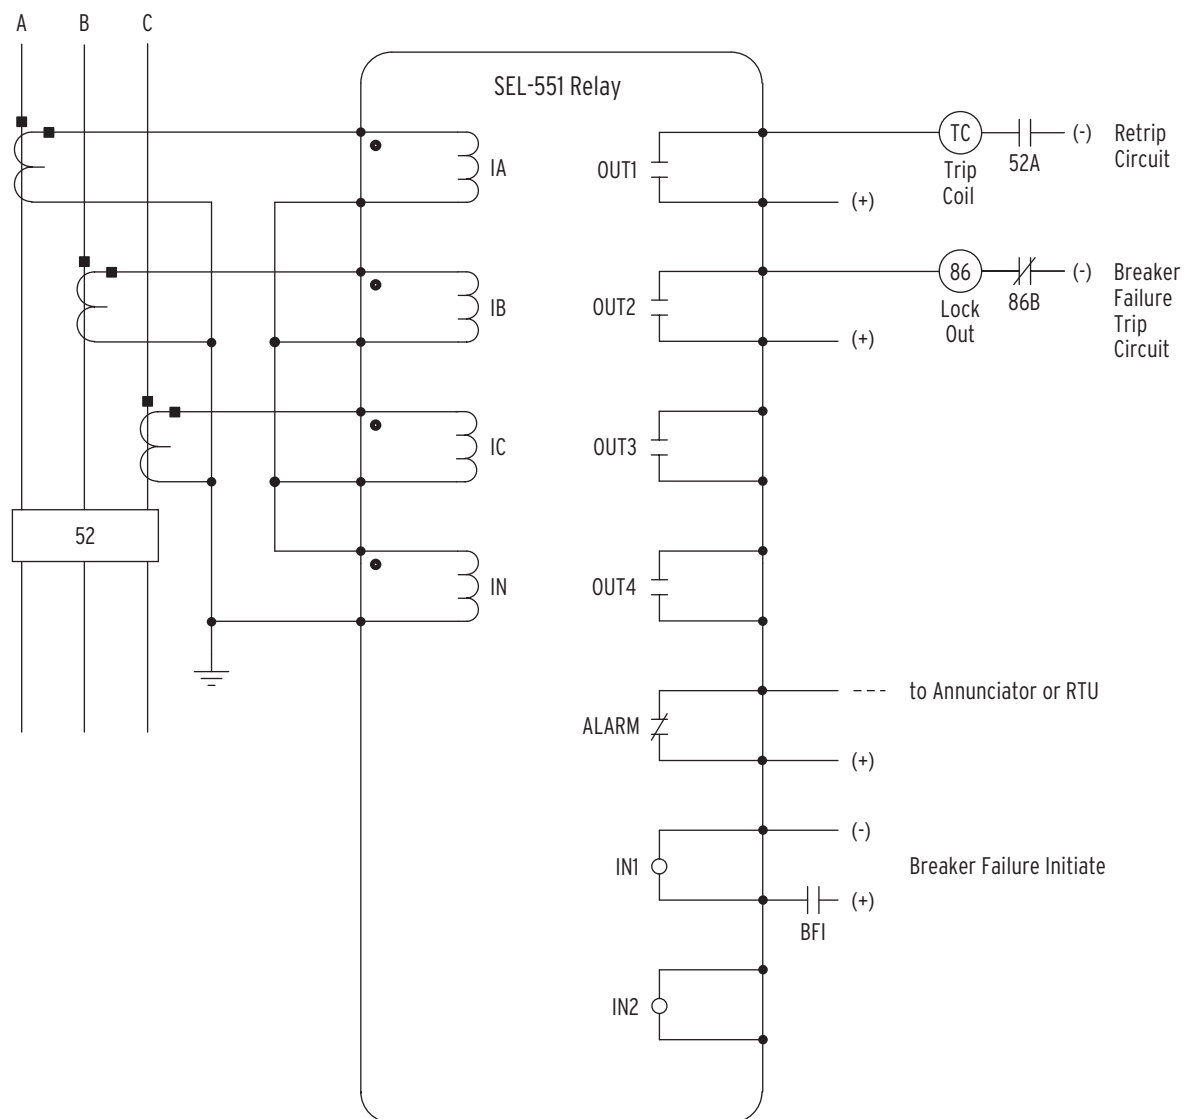 A B C
SEL-551 Relay
IA
OUT1
TC
Trip
Coil
52A
(-)
Retrip
Circuit
(+)
IB
OUT2
86
Lock
Out
86B
(-)
Breaker
Failure
Trip
Circuit
(+)
IC
OUT3
52
IN
OUT4
ALARM
to Annunciator or RTU
(+)
(-)
IN1
Breaker Failure Initiate
(+)
BFI
IN2